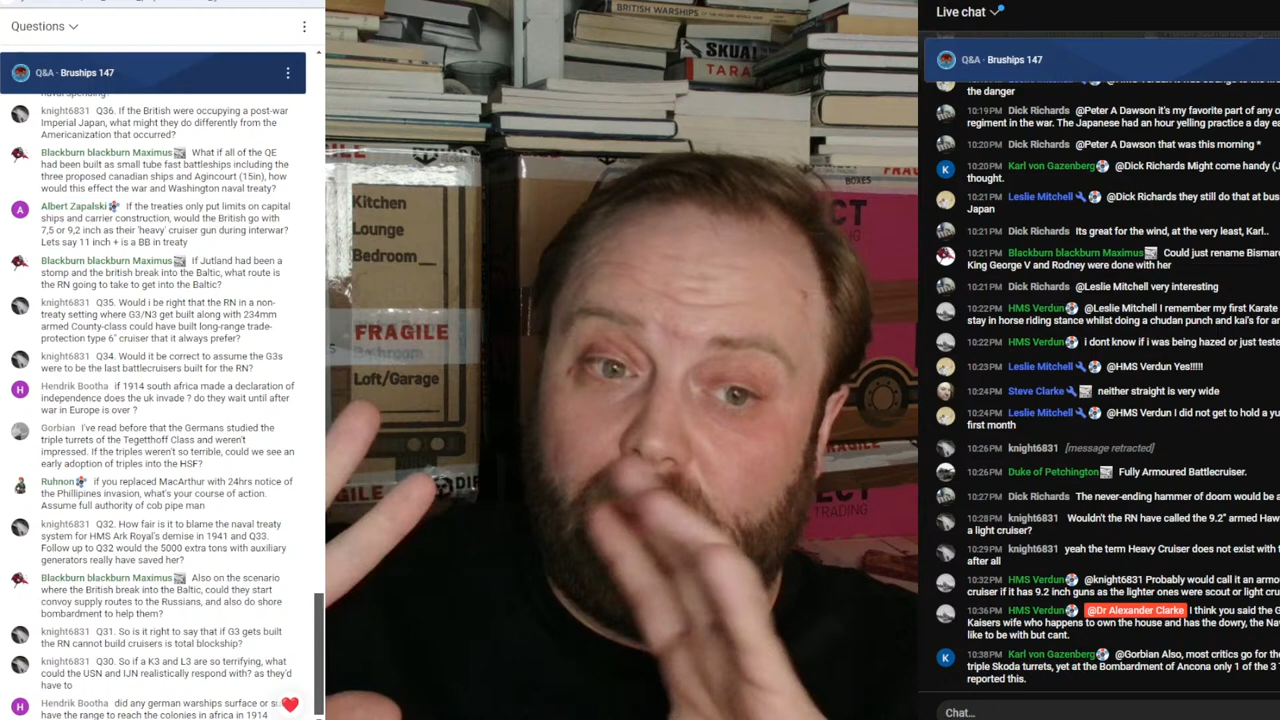 Questions
Q&A · Bruships 147
knight6831 Q36. If the British were occupying a post-war
Imperial Japan, what might they do differently from the
Americanization that occurred?
Blackburn blackburn Maximus What if all of the QE
had been built as small tube fast battleships including the
three proposed canadian ships and Agincourt (15in), how
would this effect the war and Washington naval treaty?
Albert Zapalski If the treaties only put limits on capital
ships and carrier construction, would the British go with
7,5 or 9,2 inch as their 'heavy' cruiser gun during interwar?
Lets say 11 inch + is a BB in treaty
Blackburn blackburn Maximus If Jutland had been a
stomp and the british break into the Baltic, what route is
the RN going to take to get into the Baltic?
knight6831 Q35. Would i be right that the RN in a non-
treaty setting where G3/N3 get built along with 234mm
armed County-class could have built long-range trade-
protection type 6" cruiser that it always prefer?
knight6831 Q34. Would it be correct to assume the G3s
were to be the last battlecruisers built for the RN?
Hendrik Bootha if 1914 south africa made a declaration of
independence does the uk invade ? do they wait until after
war in Europe is over ?
Gorbian I've read before that the Germans studied the
triple turrets of the Tegetthoff Class and weren't
impressed. If the triples weren't so terrible, could we see an
early adoption of triples into the HSF?
Ruhnon if you replaced MacArthur with 24hrs notice of
the Phillipines invasion, what's your course of action.
Assume full authority of cob pipe man
knight6831 Q32. How fair is it to blame the naval treaty
system for HMS Ark Royal's demise in 1941 and Q33.
Follow up to Q32 would the 5000 extra tons with auxiliary
generators really have saved her?
Blackburn blackburn Maximus Also on the scenario
where the British break into the Baltic, could they start
convoy supply routes to the Russians, and also do shore
bombardment to help them?
knight6831 Q31. So is it right to say that if G3 gets built
the RN cannot build cruisers is total blockship?
knight6831 Q30. So if a K3 and L3 are so terrifying, what
could the USN and IJN realistically respond with? as they'd
have to
Hendrik Bootha did any german warships surface or su
have the range to reach the colonies in africa in 1914
BRITISH WARSHIPS
SKUA
TARA
FRAGILE
Kitchen
Lounge
Bedroom
FRAGILE
Bathroom
Loft/Garage
BOXES
TRADING
Live chat
Q&A · Bruships 147
the danger
10:19PM Dick Richards @Peter A Dawson it's my favorite part of any o
regiment in the war. The Japanese had an hour yelling practice a day ea
10:20PM Dick Richards @Peter A Dawson that was this morning *
10:20PM Karl von Gazenberg @Dick Richards Might come handy (J
thought.
10:21PM Leslie Mitchell @Dick Richards they still do that at bus
Japan
10:21PM Dick Richards Its great for the wind, at the very least, Karl..
10:21PM Blackburn blackburn Maximus Could just rename Bismar
King George V and Rodney were done with her
10:21PM Dick Richards @Leslie Mitchell very interesting
10:22PM HMS Verdun @Leslie Mitchell I remember my first Karate
stay in horse riding stance whilst doing a chudan punch and kai's for an
10:22PM HMS Verdun i dont know if i was being hazed or just teste
10:23PM Leslie Mitchell @HMS Verdun Yes!!!!!
10:24PM Steve Clarke neither straight is very wide
10:24PM Leslie Mitchell @HMS Verdun I did not get to hold a yu
first month
10:26PM knight6831 [message retracted]
10:26PM Duke of Petchington Fully Armoured Battlecruiser.
10:27PM Dick Richards The never-ending hammer of doom would be a
10:28PM knight6831 Wouldn't the RN have called the 9.2" armed Haw
a light cruiser?
10:29PM knight6831 yeah the term Heavy Cruiser does not exist with t
after all
10:32PM HMS Verdun @knight6831 Probably would call it an armo
cruiser if it has 9.2 inch guns as the lighter ones were scout or light cru
10:36PM HMS Verdun @Dr Alexander Clarke I think you said the G
Kaisers wife who happens to own the house and has the dowry, the Nav
like to be with but cant.
10:38PM Karl von Gazenberg @Gorbian Also, most critics go for the
triple Skoda turrets, yet at the Bombardment of Ancona only 1 of the 3 T
reported this.
Chat...